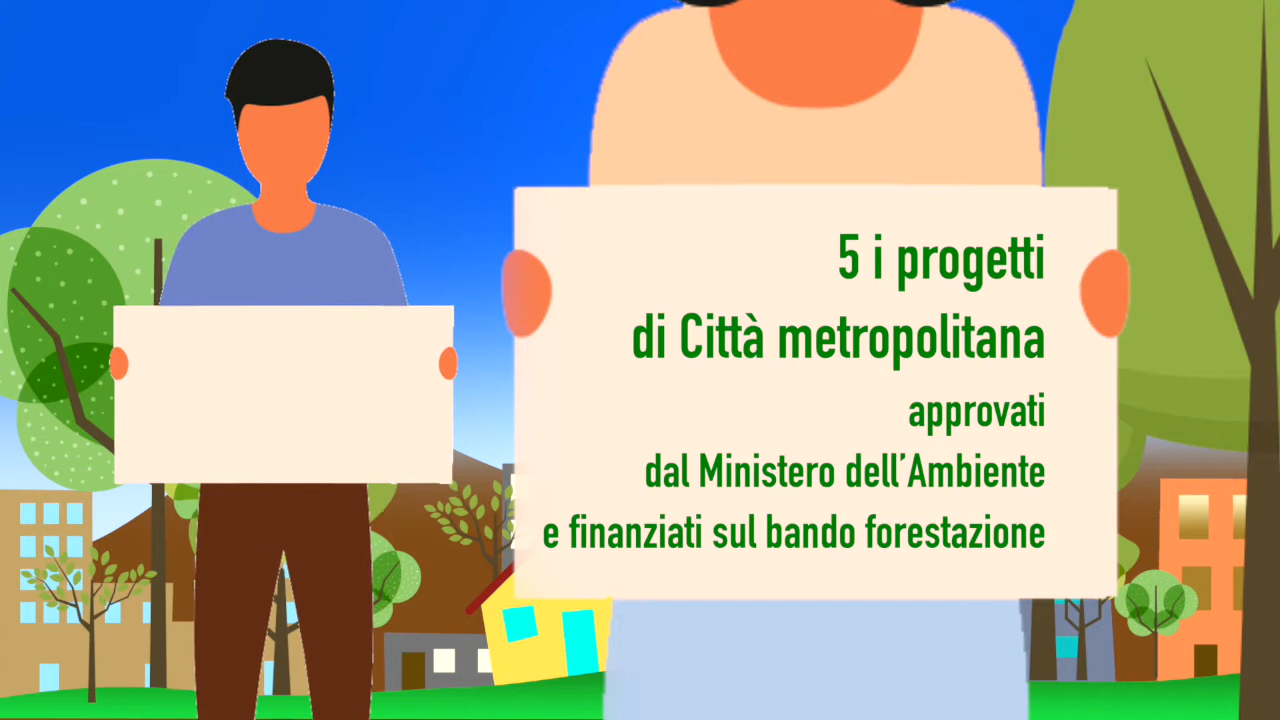 5 i progetti
di Città metropolitana
approvati
dal Ministero dell’Ambiente
e finanziati sul bando forestazione